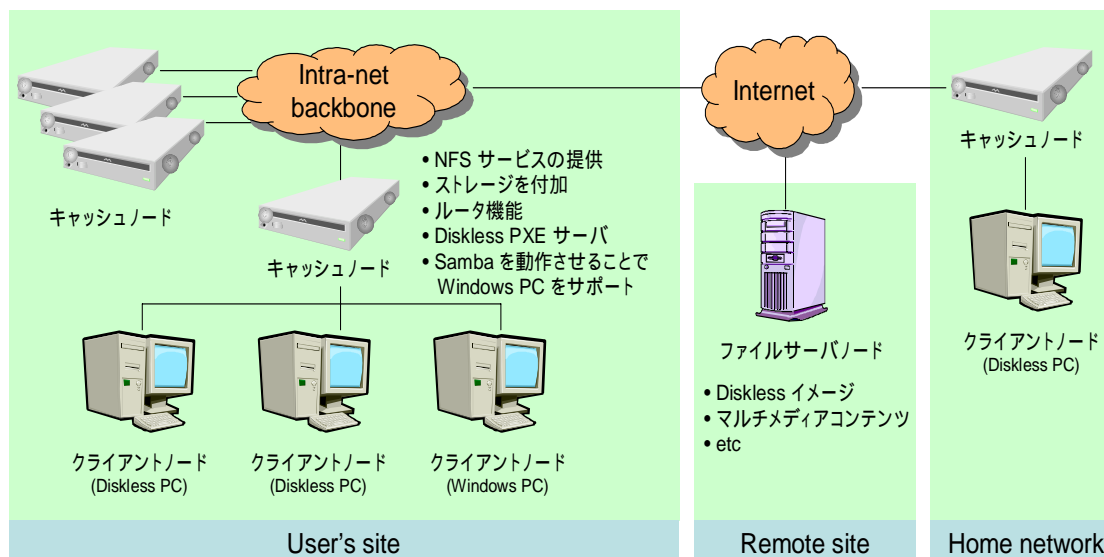 Intra-net
backbone
Internet
キャッシュノード
キャッシュノード
• NFS サービスの提供
• ストレージを付加
• ルータ機能
• Diskless PXE サーバ
• Samba を動作させることで
Windows PC をサポート
キャッシュノード
クライアントノード
(Diskless PC)
クライアントノード
(Diskless PC)
クライアントノード
(Windows PC)
ファイルサーバノード
• Diskless イメージ
• マルチメディアコンテンツ
• etc
クライアントノード
(Diskless PC)
User's site
Remote site
Home network